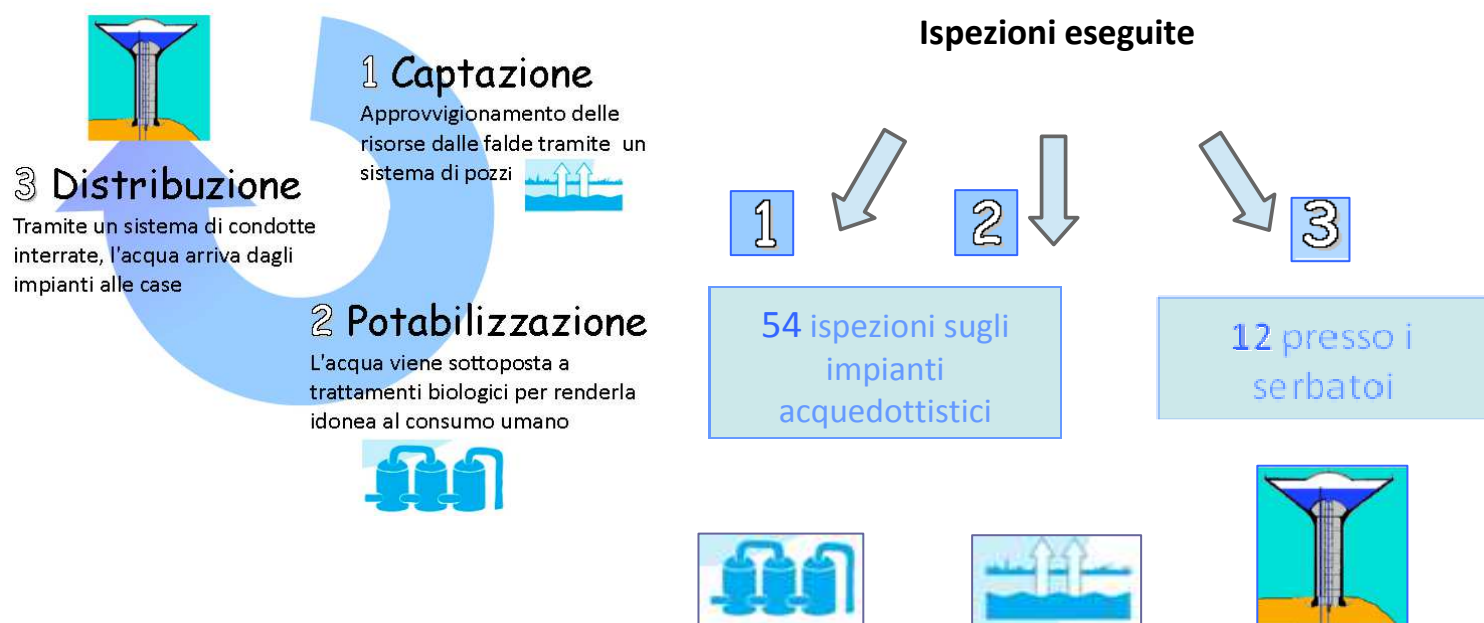 1 Captazione
Approvvigionamento delle
risorse dalle falde tramite un
sistema di pozzi
3 Distribuzione
Tramite un sistema di condotte
interrate, l'acqua arriva dagli
impianti alle case
2 Potabilizzazione
L'acqua viene sottoposta a
trattamenti biologici per renderla
idonea al consumo umano
Ispezioni eseguite
1
2
3
54 ispezioni sugli
impianti
acquedottistici
12 presso i
serbatoi